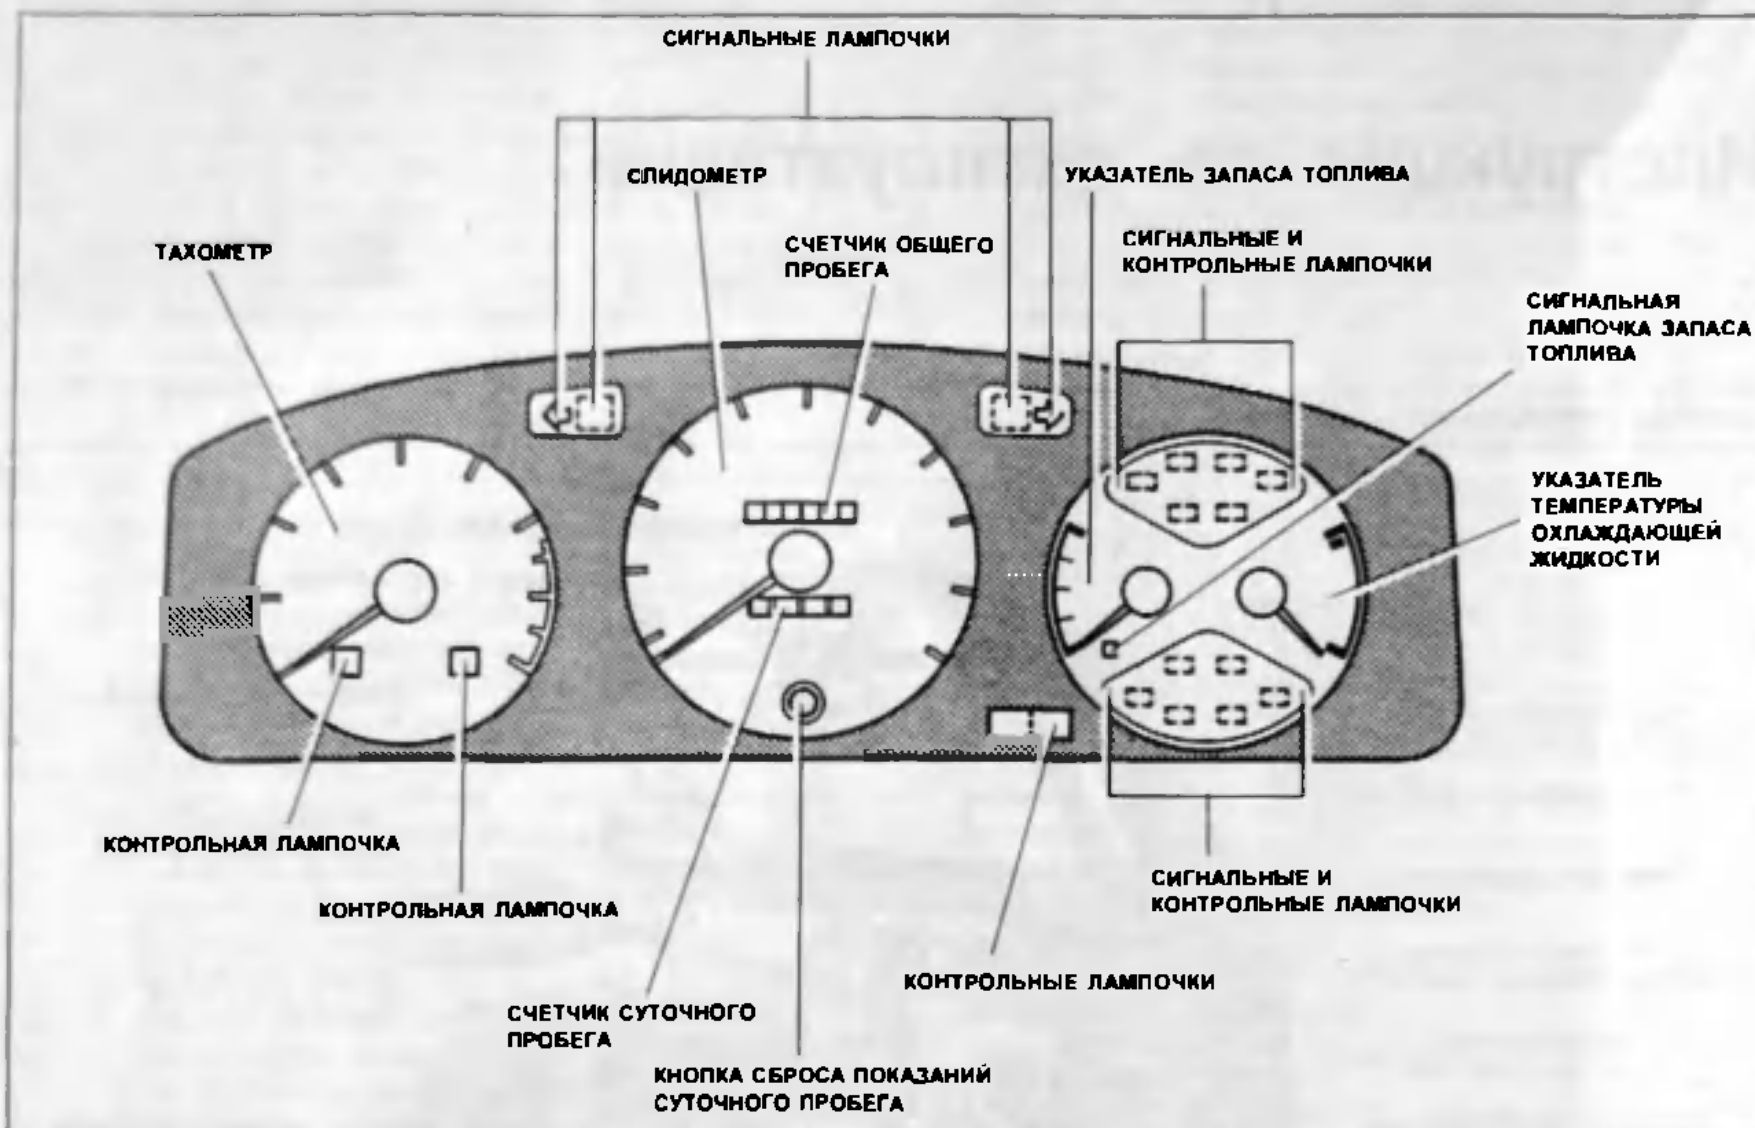 СИГНАЛЬНЫЕ ЛАМПОЧКИ
СПИДОМЕТР
УКАЗАТЕЛЬ ЗАПАСА ТОПЛИВА
ТАХОМЕТР
СЧЕТЧИК ОБЩЕГО
ПРОБЕГА
СИГНАЛЬНЫЕ И
КОНТРОЛЬНЫЕ ЛАМПОЧКИ
СИГНАЛЬНАЯ
ЛАМПОЧКА ЗАПАСА
ТОПЛИВА
УКАЗАТЕЛЬ
ТЕМПЕРАТУРЫ
ОХЛАЖДАЮЩЕЙ
ЖИДКОСТИ
КОНТРОЛЬНАЯ ЛАМПОЧКА
КОНТРОЛЬНАЯ ЛАМПОЧКА
СИГНАЛЬНЫЕ И
КОНТРОЛЬНЫЕ ЛАМПОЧКИ
КОНТРОЛЬНЫЕ ЛАМПОЧКИ
СЧЕТЧИК СУТОЧНОГО
ПРОБЕГА
КНОПКА СБРОСА ПОКАЗАНИЙ
СУТОЧНОГО ПРОБЕГА